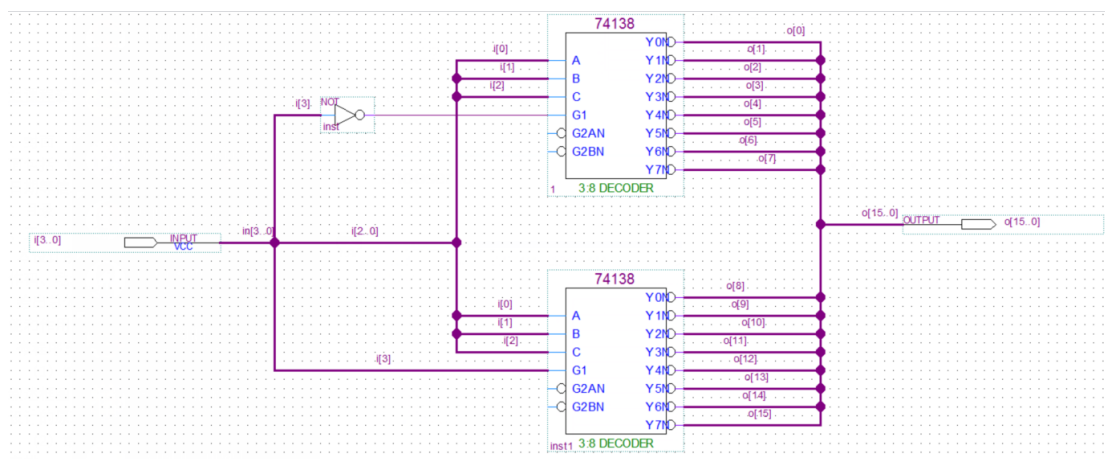 74138
o[0]
Y0N
i[0]
o[1]
A
Y1N
i[1]
o[2]
B
Y2N
i[2]
o[3]
C
Y3N
i[3]
NOT
o[4]
G1
Y4N
inst
o[5]
G2AN
Y5N
o[6]
G2BN
Y6N
o[7]
Y7N
1
3:8 DECODER
o[15..0]
OUTPUT
o[15..0]
i[3..0]
INPUT
VCC
in[3..0]
i[2..0]
74138
o[8]
Y0N
i[0]
o[9]
A
Y1N
i[1]
o[10]
B
Y2N
i[2]
o[11]
C
Y3N
i[3]
o[12]
G1
Y4N
o[13]
G2AN
Y5N
o[14]
G2BN
Y6N
o[15]
Y7N
inst1
3:8 DECODER